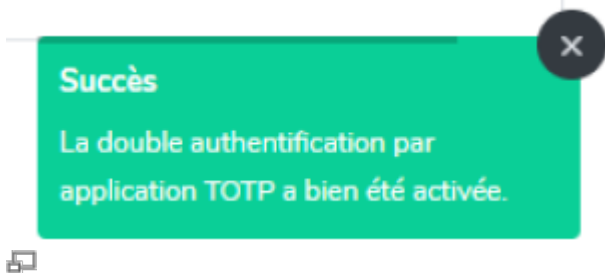 Succès
La double authentification par
application TOTP a bien été activée.